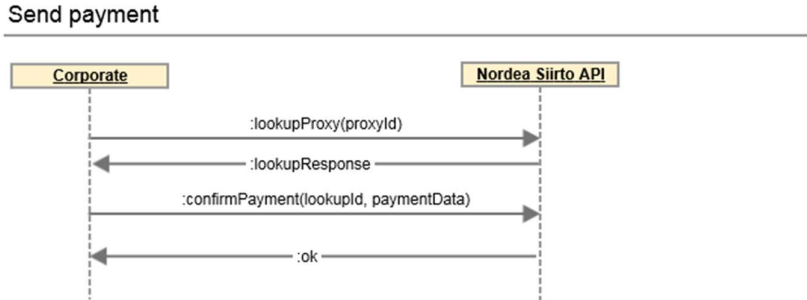 Send payment
Corporate
Nordea Siirto API
:lookupProxy(proxyId)
:lookupResponse
:confirmPayment(lookupId, paymentData)
:ok